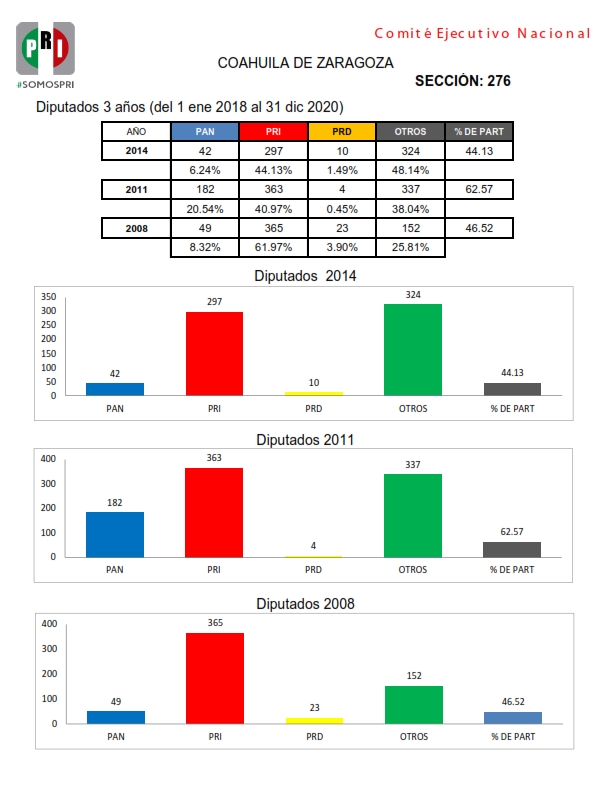 Comité Ejecutivo Nacional
PRI
#SOMOSPRI
COAHUILA DE ZARAGOZA
SECCIÓN: 276
Diputados 3 años (del 1 ene 2018 al 31 dic 2020)
AÑO PAN PRI PRD OTROS % DE PART
2014 42 297 10 324 44.13
6.24% 44.13% 1.49% 48.14%
2011 182 363 4 337 62.57
20.54% 40.97% 0.45% 38.04%
2008 49 365 23 152 46.52
8.32% 61.97% 3.90% 25.81%
Diputados 2014
350
300
250
200
150
100
50
0
42 297 10 324 44.13
PAN PRI PRD OTROS % DE PART
Diputados 2011
400
300
200
100
0
182 363 4 337 62.57
PAN PRI PRD OTROS % DE PART
Diputados 2008
400
300
200
100
0
49 365 23 152 46.52
PAN PRI PRD OTROS % DE PART